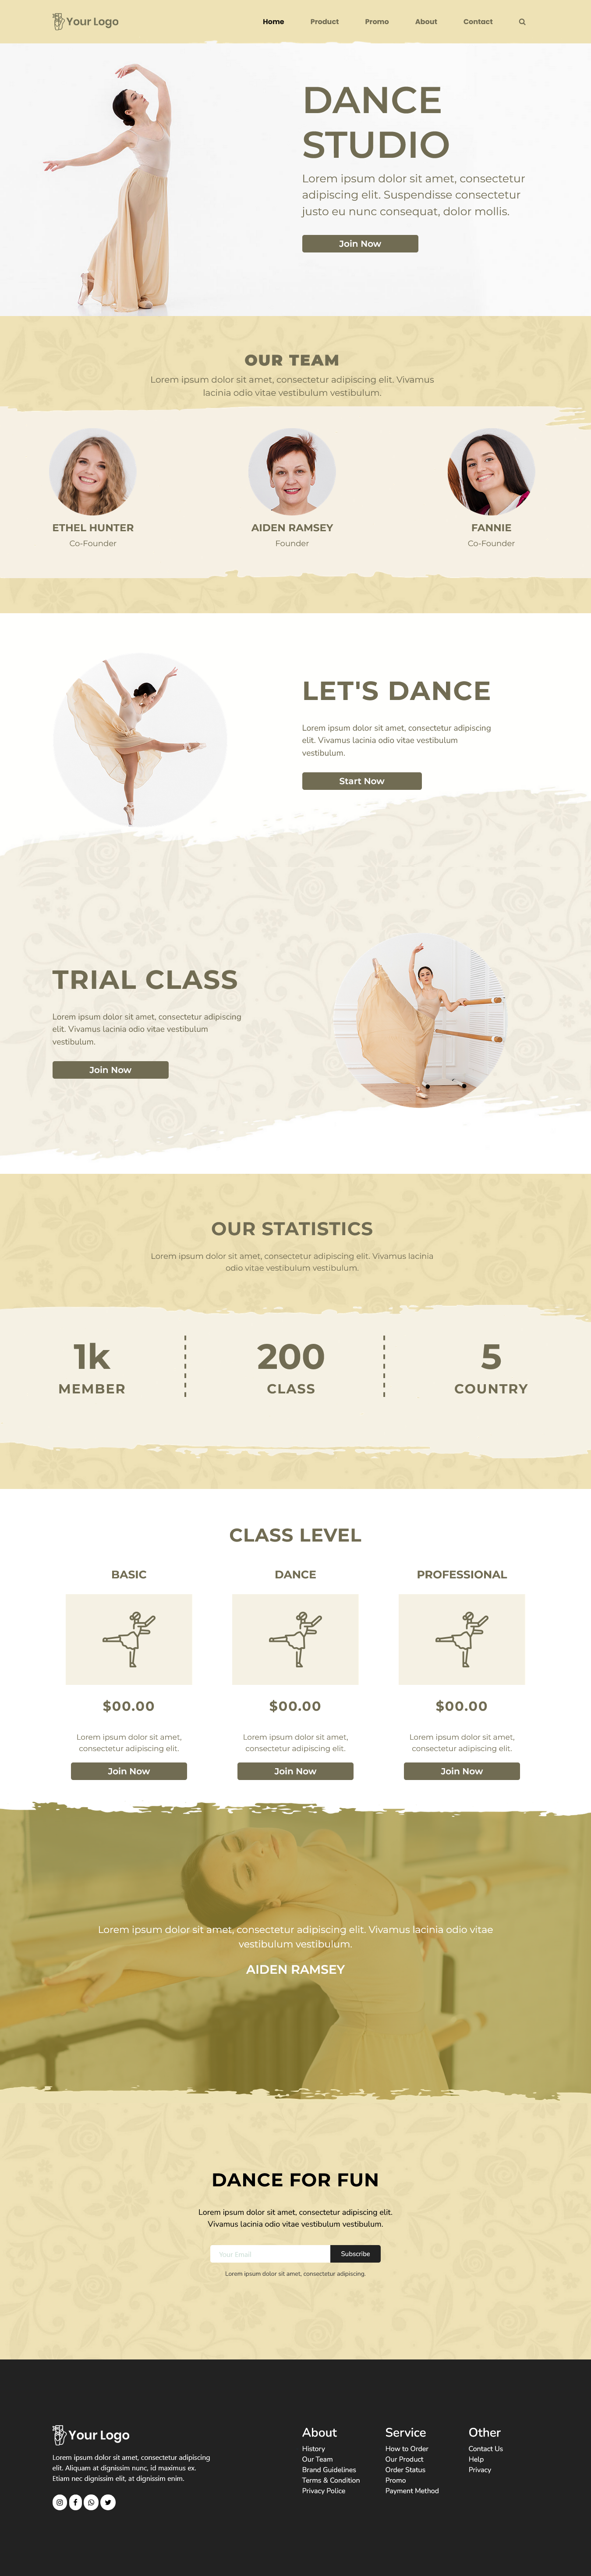 Your Logo
Home Product Promo About Contact
DANCE
STUDIO
Lorem ipsum dolor sit amet, consectetur
adipiscing elit. Suspendisse consectetur
justo eu nunc consequat, dolor mollis.
Join Now
OUR TEAM
Lorem ipsum dolor sit amet, consectetur adipiscing elit. Vivamus
lacinia odio vitae vestibulum vestibulum.
ETHEL HUNTER
Co-Founder
AIDEN RAMSEY
Founder
FANNIE
Co-Founder
LET'S DANCE
Lorem ipsum dolor sit amet, consectetur adipiscing
elit. Vivamus lacinia odio vitae vestibulum
vestibulum.
Start Now
TRIAL CLASS
Lorem ipsum dolor sit amet, consectetur adipiscing
elit. Vivamus lacinia odio vitae vestibulum
vestibulum.
Join Now
OUR STATISTICS
Lorem ipsum dolor sit amet, consectetur adipiscing elit. Vivamus lacinia
odio vitae vestibulum vestibulum.
1k
MEMBER
200
CLASS
5
COUNTRY
CLASS LEVEL
BASIC
$00.00
Lorem ipsum dolor sit amet,
consectetur adipiscing elit.
Join Now
DANCE
$00.00
Lorem ipsum dolor sit amet,
consectetur adipiscing elit.
Join Now
PROFESSIONAL
$00.00
Lorem ipsum dolor sit amet,
consectetur adipiscing elit.
Join Now
Lorem ipsum dolor sit amet, consectetur adipiscing elit. Vivamus lacinia odio vitae
vestibulum vestibulum.
AIDEN RAMSEY
DANCE FOR FUN
Lorem ipsum dolor sit amet, consectetur adipiscing elit.
Vivamus lacinia odio vitae vestibulum vestibulum.
Your Email
Subscribe
Lorem ipsum dolor sit amet, consectetur adipiscing.
Your Logo
Lorem ipsum dolor sit amet, consectetur adipiscing
elit. Aliquam at dignissim nunc, id maximus ex.
Etiam nec dignissim elit, at dignissim enim.
About
History
Our Team
Brand Guidelines
Terms & Condition
Privacy Police
Service
How to Order
Our Product
Order Status
Promo
Payment Method
Other
Contact Us
Help
Privacy